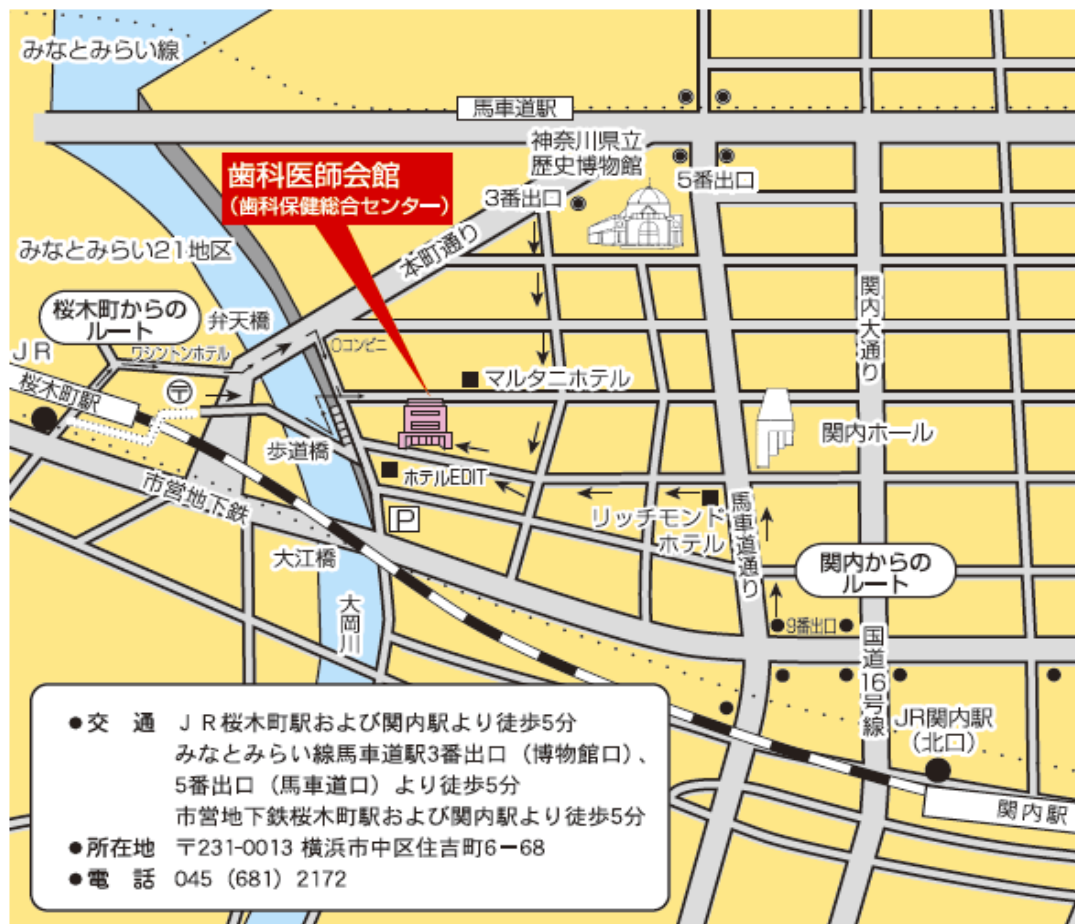 みなとみらい線
馬車道駅
神奈川県立
歴史博物館
歯科医師会館
（歯科保健総合センター）
3番出口
5番出口
みなとみらい21地区
本町通り
桜木町からの
ルート
弁天橋
ワシントンホテル
〇コンビニ
関内大通り
JR
桜木町駅
〒
マルタニホテル
関内ホール
歩道橋
ホテルEDIT
市営地下鉄
P
リッチモンド
ホテル
馬車道通り
大江橋
関内からの
ルート
大岡川
9番出口
国道16号線
JR関内駅
（北口）
関内駅
●交　通　ＪＲ桜木町駅および関内駅より徒歩5分
みなとみらい線馬車道駅3番出口（博物館口）、
5番出口（馬車道口）より徒歩5分
市営地下鉄桜木町駅および関内駅より徒歩5分
●所在地　〒231-0013 横浜市中区住吉町6－68
●電　話　045（681）2172